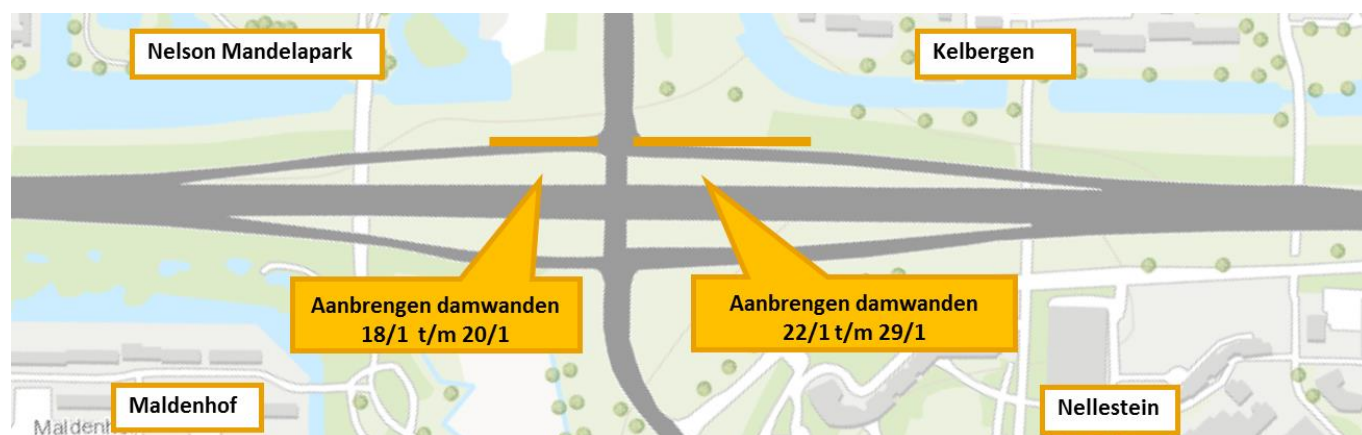 Nelson Mandelapark
Kelbergen
Aanbrengen damwanden
18/1 t/m 20/1
Aanbrengen damwanden
22/1 t/m 29/1
Maldenhof
Nellestein